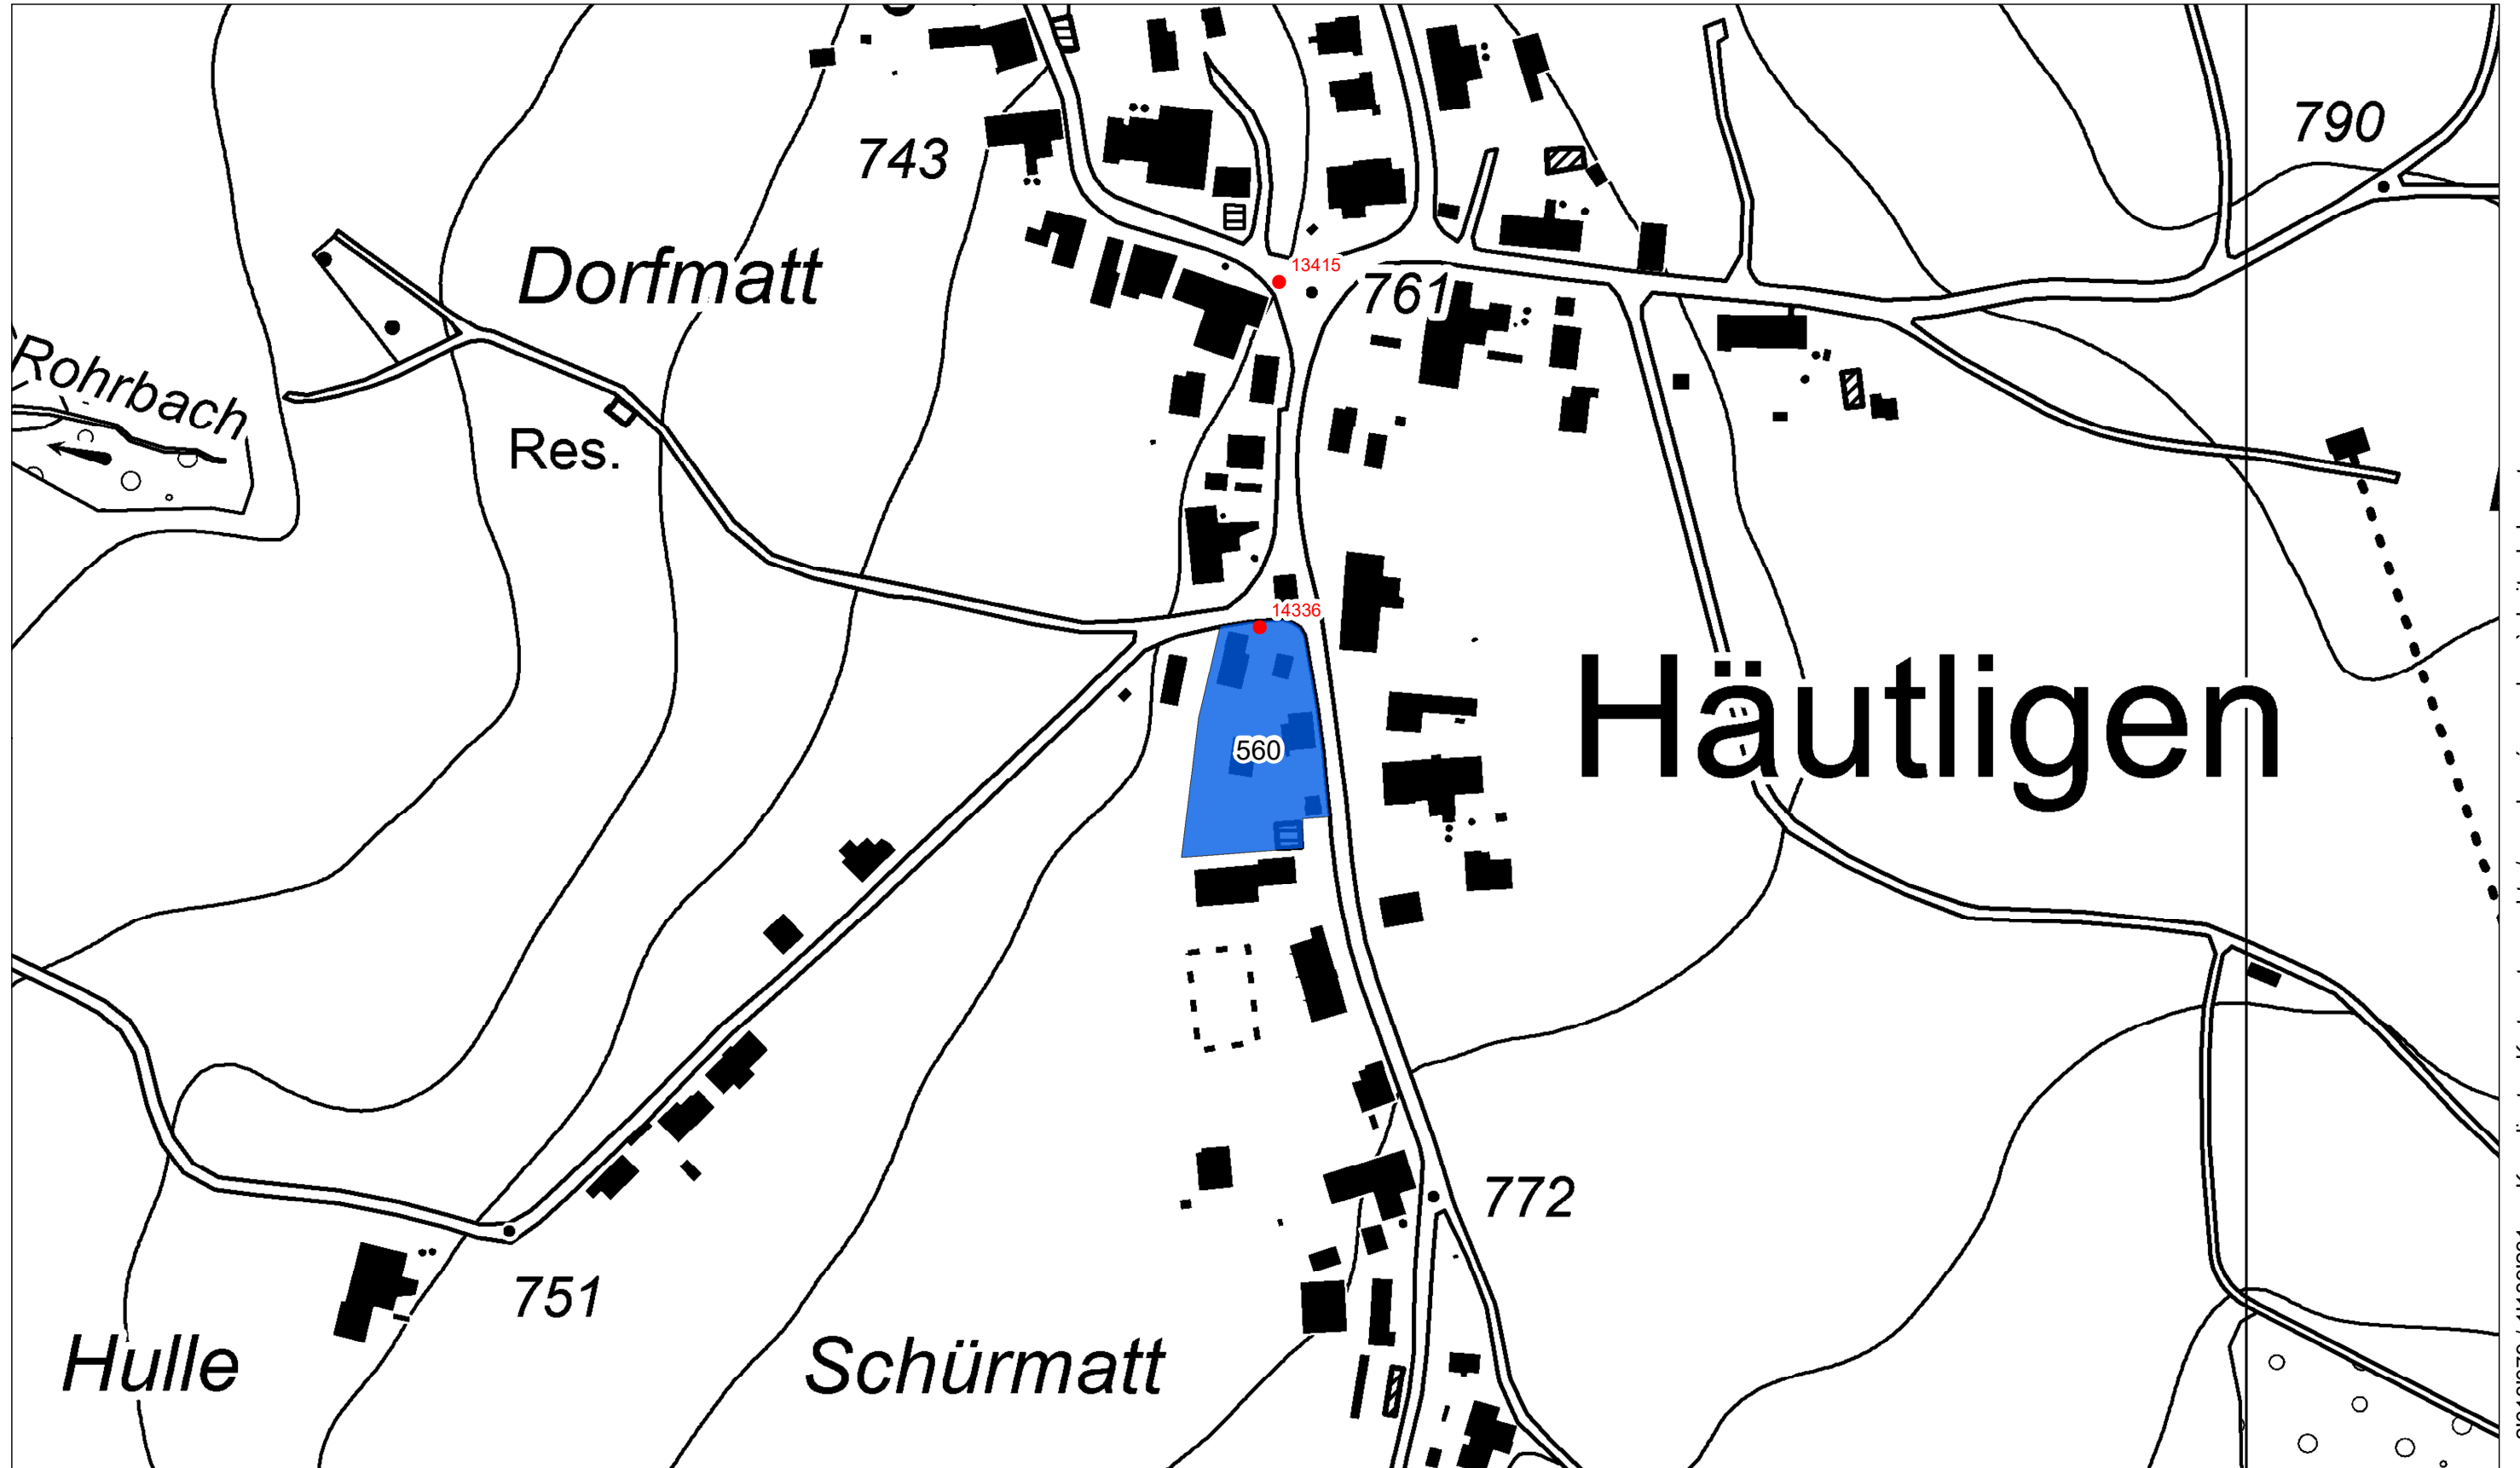 790
743
Dorfmatt
13415
761
Rohrbach
Res.
14336
Häutligen
560
772
751
Hulle
Schürmatt